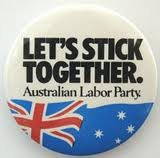 LET'S STICK
TOGETHER.
Australian Labor Party.